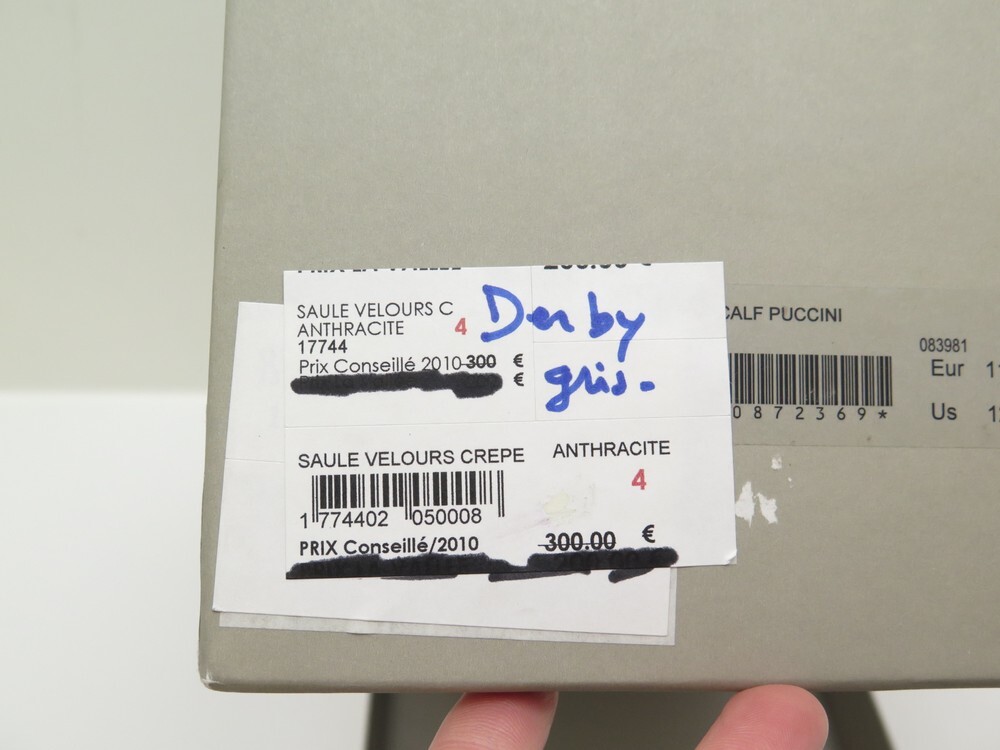 SAULE VELOURS C
ANTHRACITE 4
17744
Prix Conseillé 2010 300 €
€
Derby
gris.
SAULE VELOURS CREPE ANTHRACITE
4
1 774402 050008
PRIX Conseillé/2010 300.00 €
CALF PUCCINI
083981
Eur
0872369*
Us